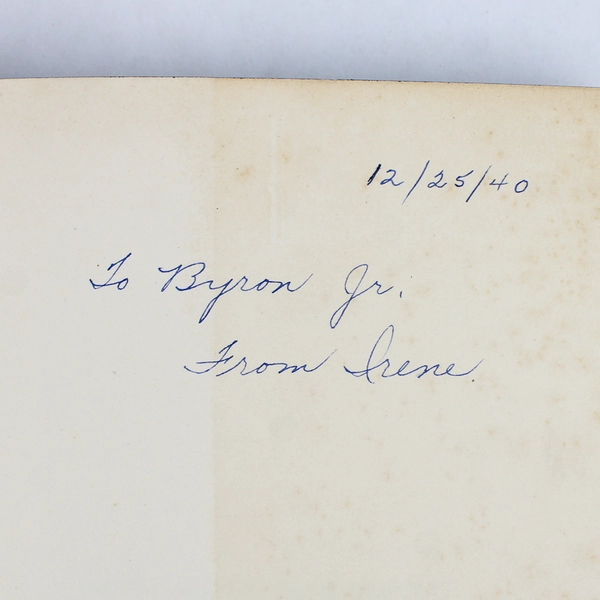 12/25/40
To Byron Jr.
From Irene